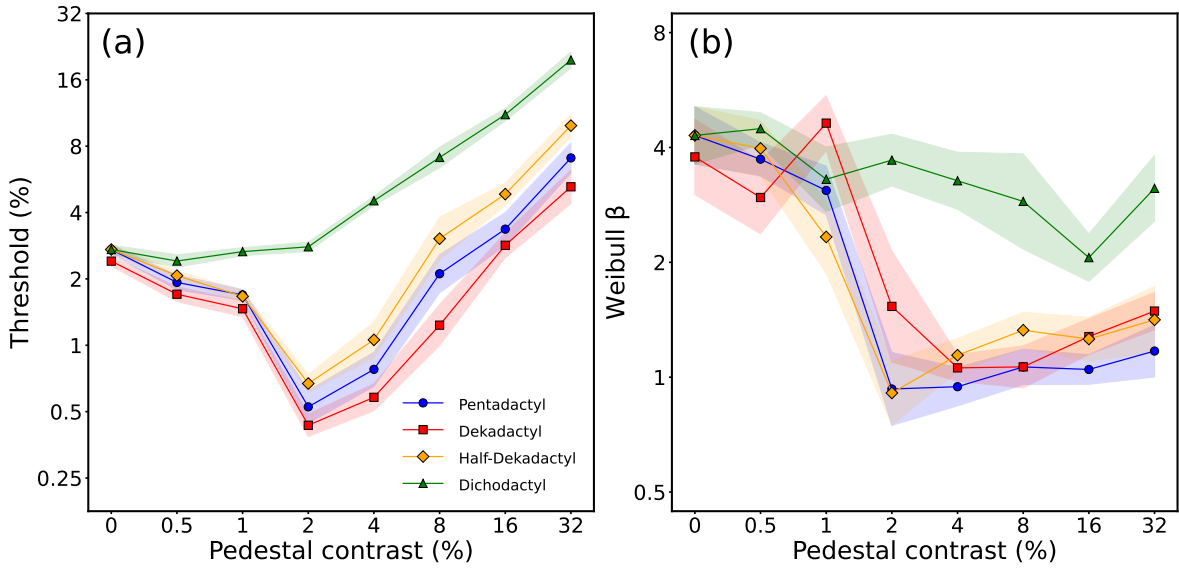 (a)
Threshold (%)
32
16
8
4
2
1
0.5
0.25
Pentadactyl
Dekadactyl
Half-Dekadactyl
Dichodactyl
0 0.5 1 2 4 8 16 32
Pedestal contrast (%)
(b)
Weibull β
8
4
2
1
0.5
0 0.5 1 2 4 8 16 32
Pedestal contrast (%)